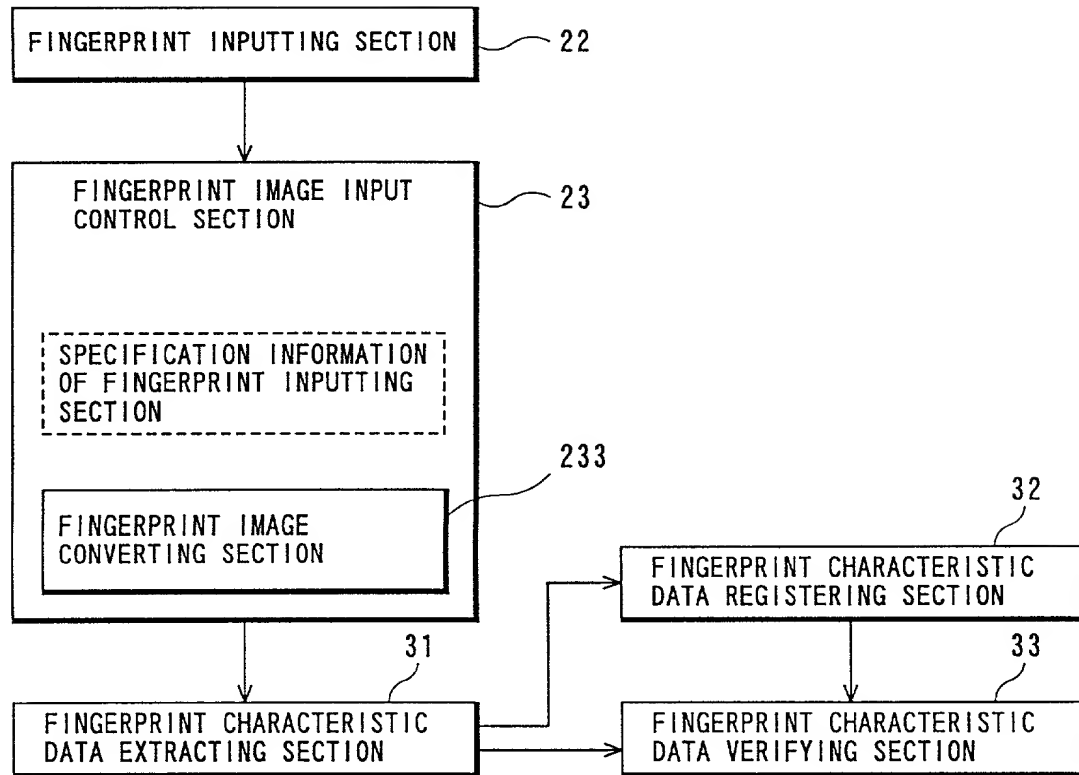 FINGERPRINT INPUTTING SECTION
22
FINGERPRINT IMAGE INPUT
CONTROL SECTION
23
SPECIFICATION INFORMATION
OF FINGERPRINT INPUTTING
SECTION
233
FINGERPRINT IMAGE
CONVERTING SECTION
32
FINGERPRINT CHARACTERISTIC
DATA REGISTERING SECTION
31
33
FINGERPRINT CHARACTERISTIC
DATA EXTRACTING SECTION
FINGERPRINT CHARACTERISTIC
DATA VERIFYING SECTION